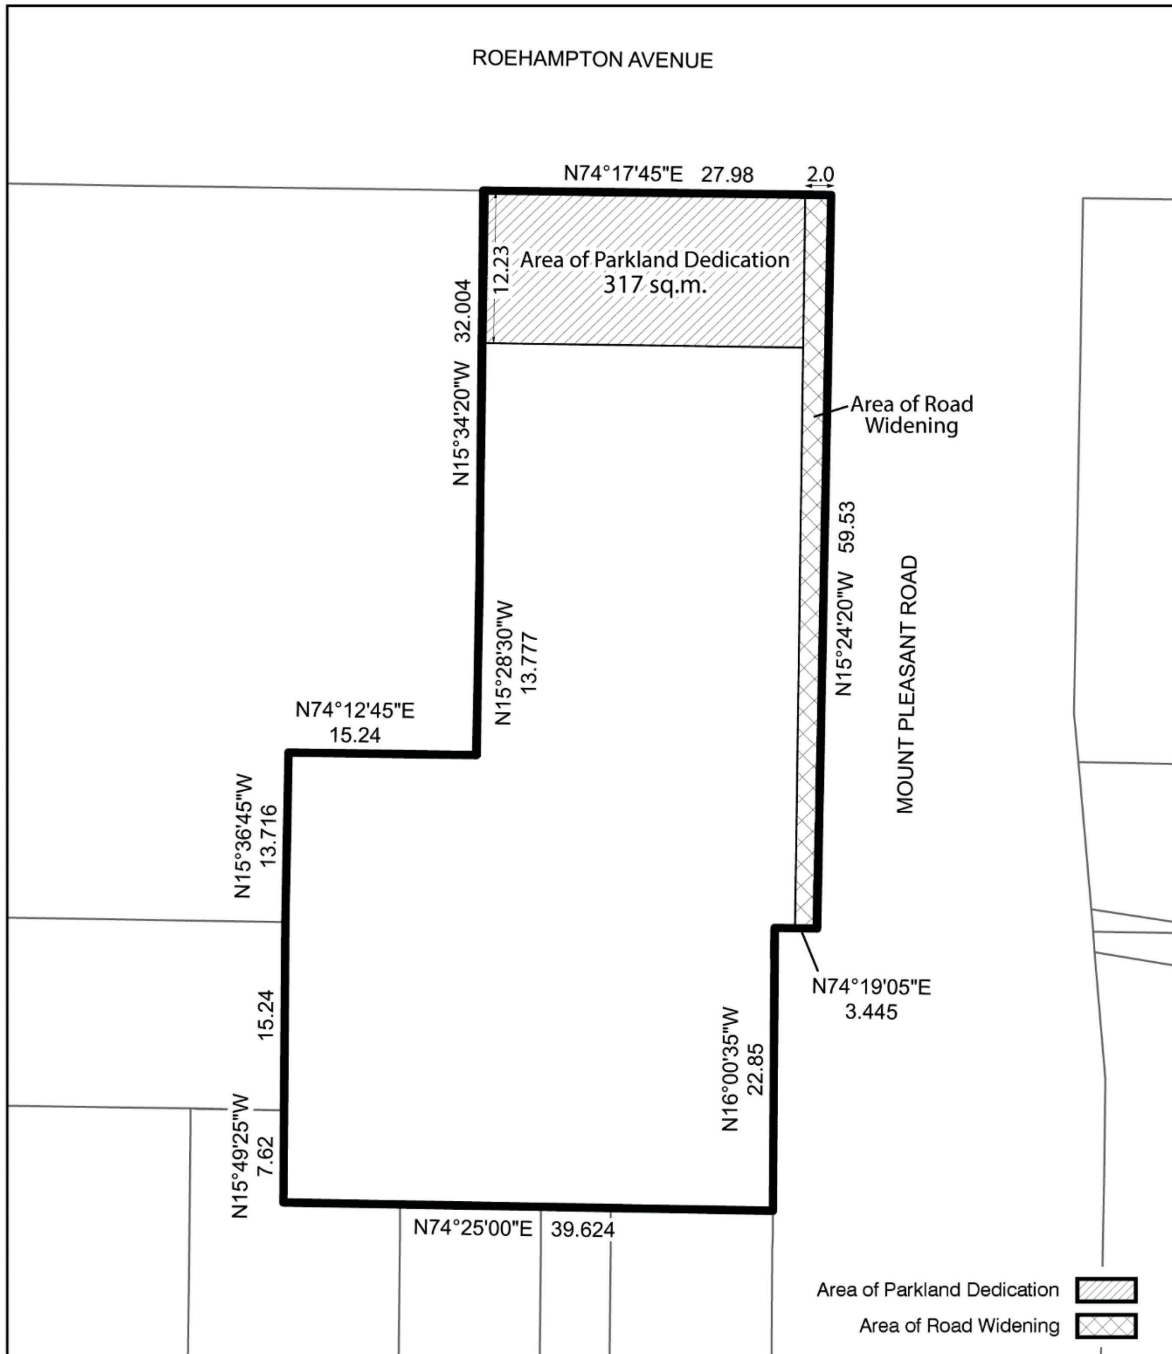 ROEHAMPTON AVENUE
N74°17'45"E 27.98
2.0
12.23
Area of Parkland Dedication
317 sq.m.
N15°34'20"W 32.004
Area of Road
Widening
N15°24'20"W 59.53
MOUNT PLEASANT ROAD
N15°28'30"W
13.777
N74°12'45"E
15.24
N15°36'45"W
13.716
N74°19'05"E
3.445
15.24
N16°00'35"W
22.85
N15°49'25"W
7.62
N74°25'00"E 39.624
Area of Parkland Dedication
Area of Road Widening